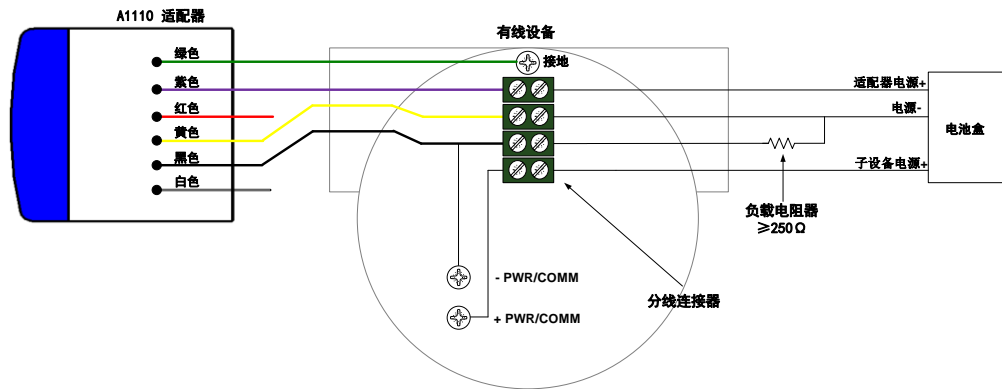 A1110 适配器
绿色
紫色
红色
黄色
黑色
白色
有线设备
接地
适配器电源+
电源-
子设备电源+
电池盒
负载电阻器
≥250Ω
分线连接器
- PWR/COMM
+ PWR/COMM